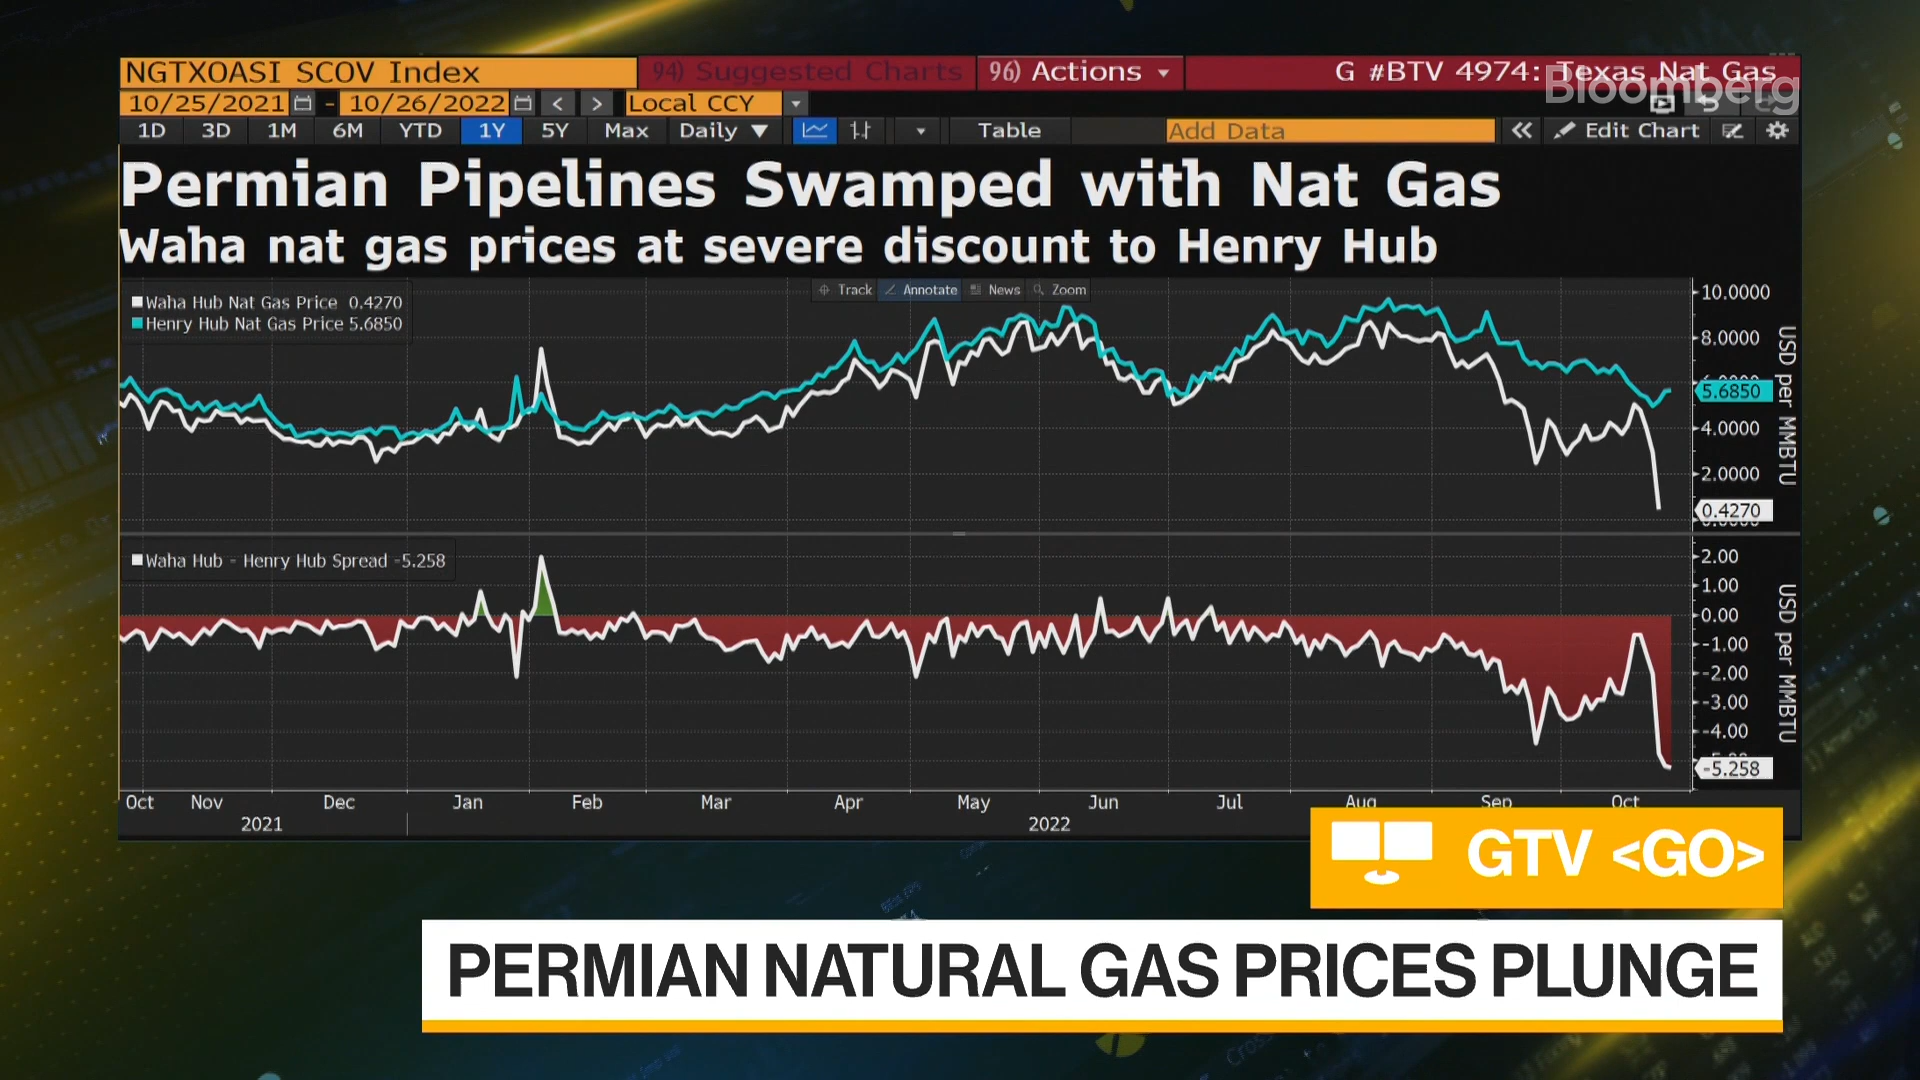 NGTXOASI SCOV Index 94) Suggested Charts 96) Actions G #BTV 4974: Texas Nat Gas
Bloomberg
10/25/2021 - 10/26/2022 < > Local CCY
1D 3D 1M 6M YTD 1Y 5Y Max Daily ▼ Table Add Data « Edit Chart
Permian Pipelines Swamped with Nat Gas
Waha nat gas prices at severe discount to Henry Hub
Track Annotate News Zoom
Waha Hub Nat Gas Price 0.4270
Henry Hub Nat Gas Price 5.6850
10.0000
8.0000
5.6850
4.0000
2.0000
0.4270
USD per MMBTU
Waha Hub - Henry Hub Spread -5.258
2.00
1.00
0.00
-1.00
-2.00
-3.00
-4.00
-5.258
USD per MMBTU
Oct Nov Dec Jan Feb Mar Apr May Jun Jul Aug Sep Oct
2021 2022
GTV <GO>
PERMIAN NATURAL GAS PRICES PLUNGE